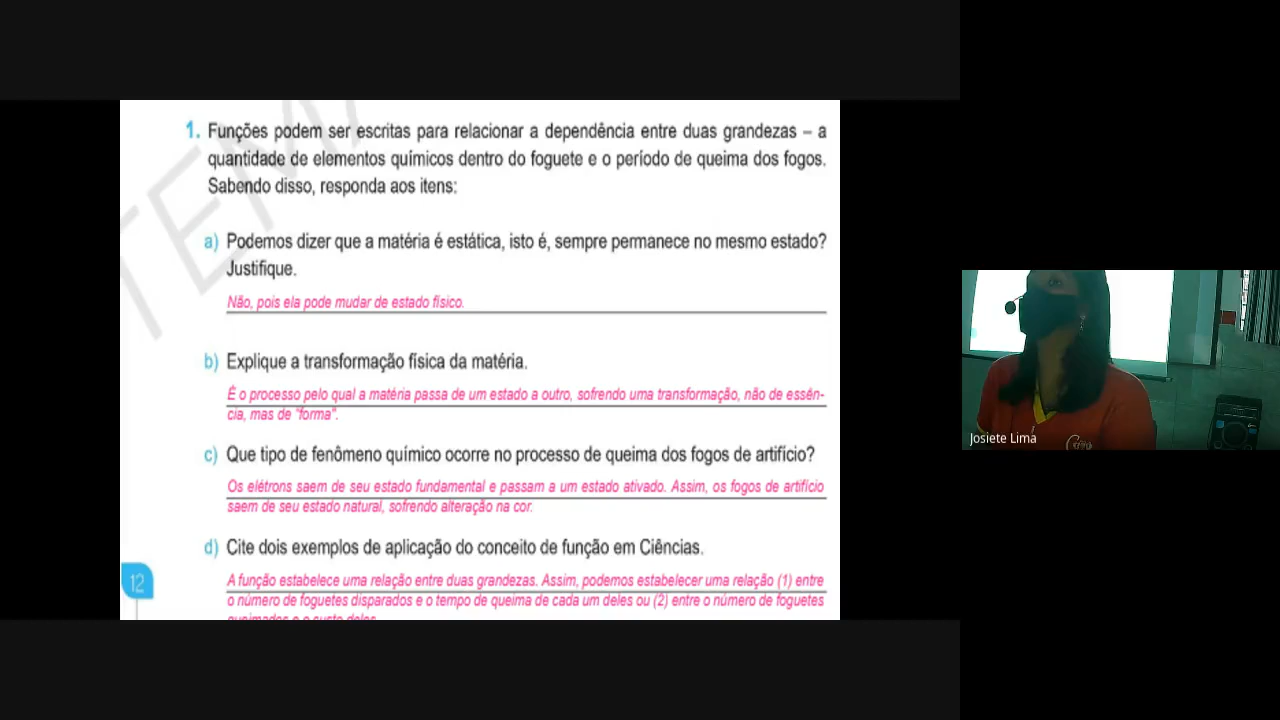 1. Funções podem ser escritas para relacionar a dependência entre duas grandezas – a
quantidade de elementos químicos dentro do foguete e o período de queima dos fogos.
Sabendo disso, responda aos itens:
a) Podemos dizer que a matéria é estática, isto é, sempre permanece no mesmo estado?
Justifique.
Não, pois ela pode mudar de estado físico.
b) Explique a transformação física da matéria.
É o processo pelo qual a matéria passa de um estado a outro, sofrendo uma transformação, não de essên-
cia, mas de "forma".
c) Que tipo de fenômeno químico ocorre no processo de queima dos fogos de artifício?
Os elétrons saem de seu estado fundamental e passam a um estado ativado. Assim, os fogos de artifício
saem de seu estado natural, sofrendo alteração na cor.
d) Cite dois exemplos de aplicação do conceito de função em Ciências.
A função estabelece uma relação entre duas grandezas. Assim, podemos estabelecer uma relação (1) entre
o número de foguetes disparados e o tempo de queima de cada um deles ou (2) entre o número de foguetes
queimados e o custo deles.
12
Josiete Lima